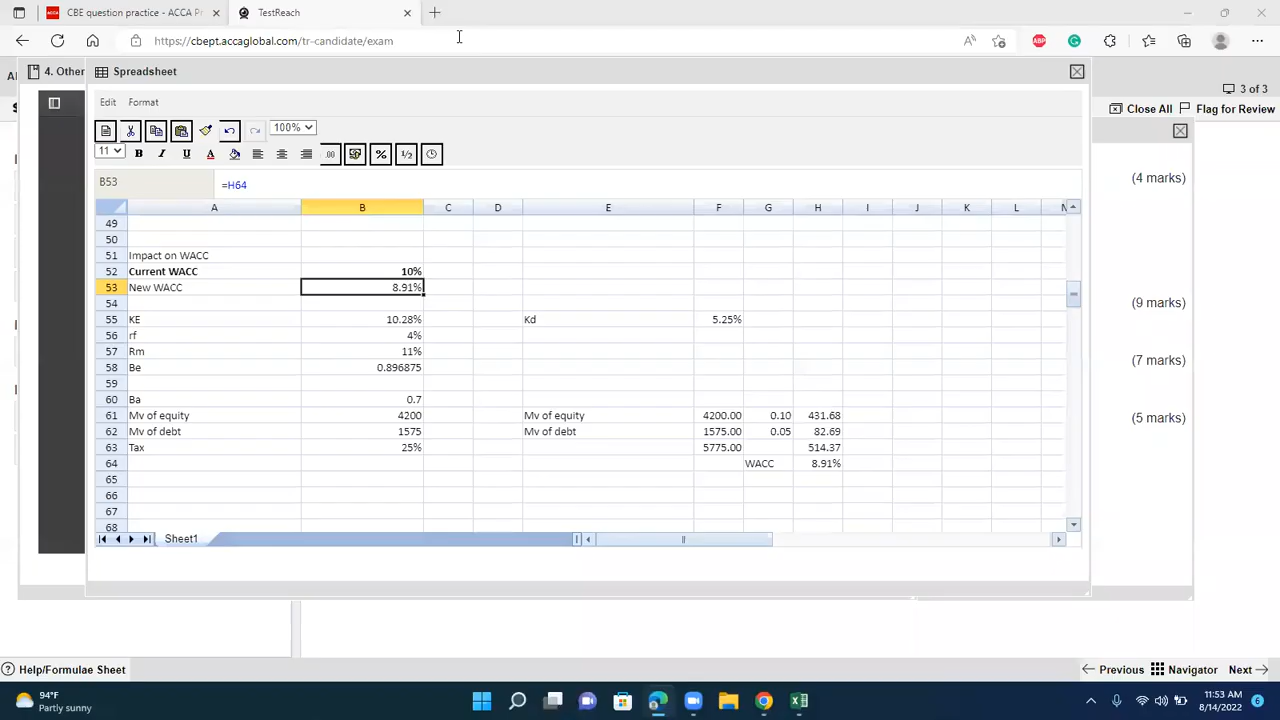 CBE question practice - ACCA Pr
TestReach
https://cbept.accaglobal.com/tr-candidate/exam
ABP
4. Other
Spreadsheet
3 of 3
Edit Format
Close All Flag for Review
100%
11 B I U A .00 % 1/2
(4 marks)
B53 =H64
A B C D E F G H I J K L M
49
50
51 Impact on WACC
52 Current WACC 10%
53 New WACC 8.91%
54
(9 marks)
55 KE 10.28% Kd 5.25%
56 rf 4%
57 Rm 11%
(7 marks)
58 Be 0.896875
59
60 Ba 0.7
61 Mv of equity 4200 Mv of equity 4200.00 0.10 431.68
(5 marks)
62 Mv of debt 1575 Mv of debt 1575.00 0.05 82.69
63 Tax 25% 5775.00 514.37
64 WACC 8.91%
65
66
67
68
Sheet1
Help/Formulae Sheet
Previous Navigator Next
94°F
Partly sunny
11:53 AM
8/14/2022
6